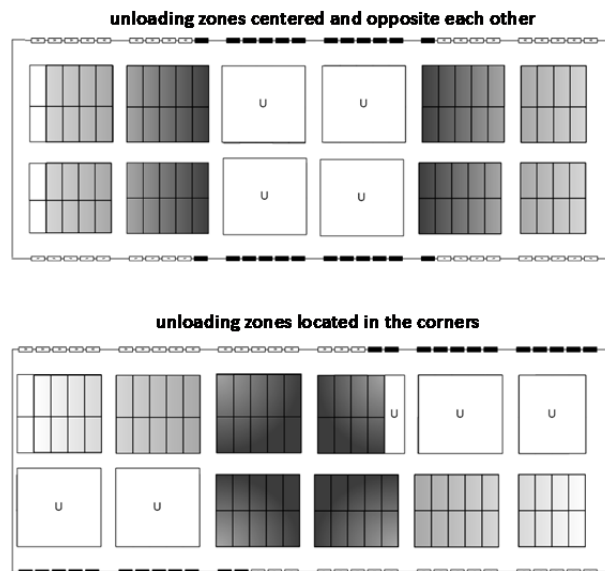 unloading zones centered and opposite each other
U
U
U
U
unloading zones located in the corners
U
U
U
U
U